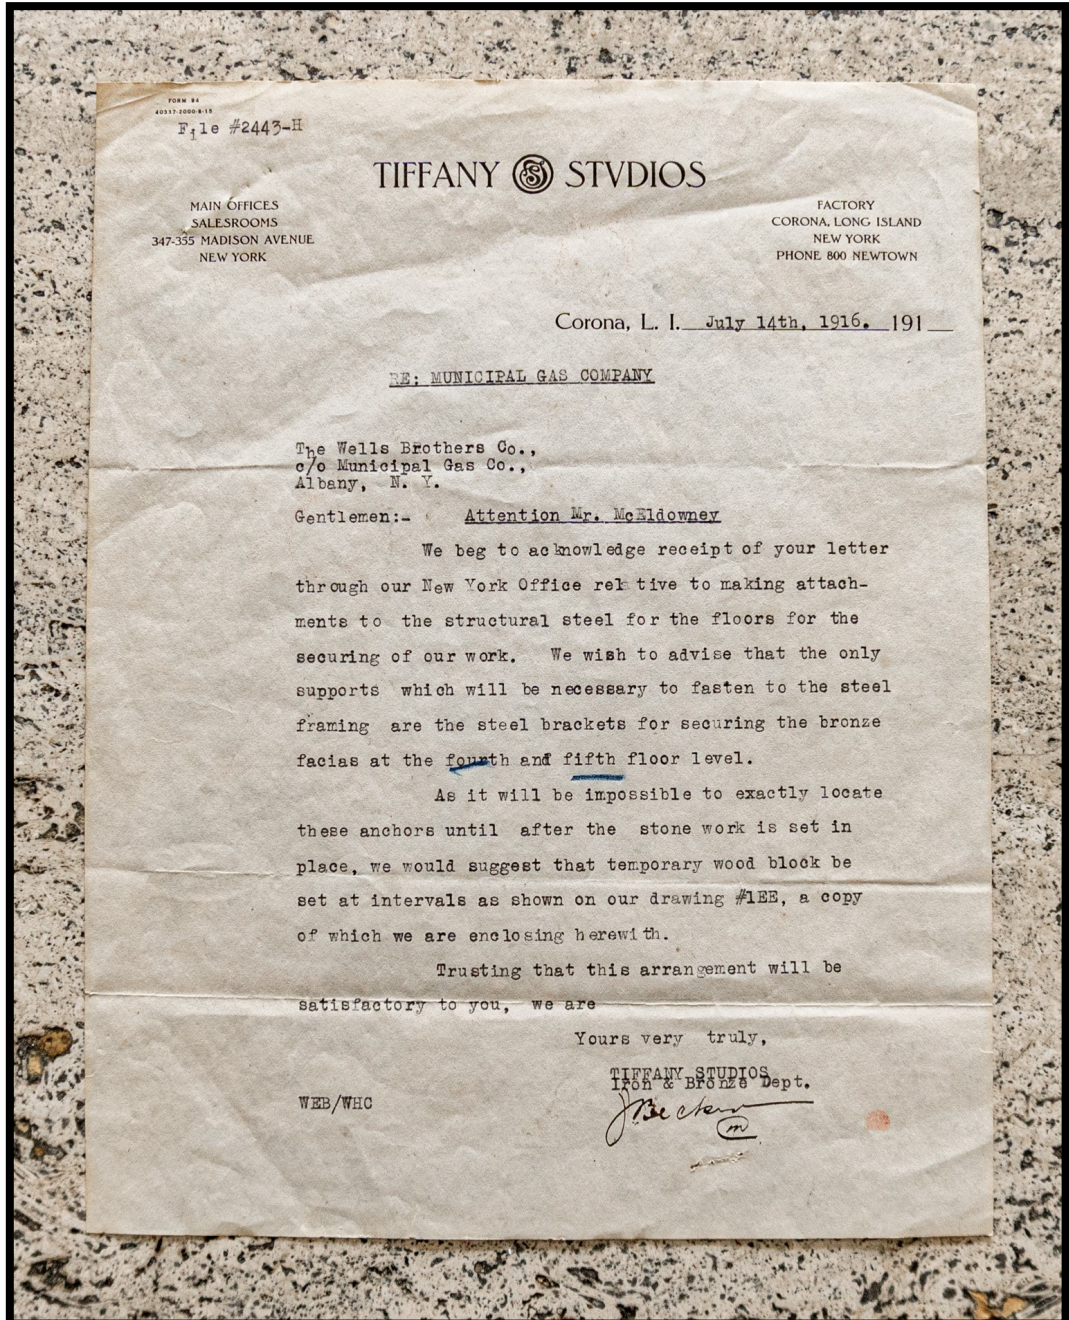 FORM 94
40337-2000-8-15
File #2443-H
TIFFANY STVDIOS
MAIN OFFICES
SALESROOMS
347-355 MADISON AVENUE
NEW YORK
FACTORY
CORONA, LONG ISLAND
NEW YORK
PHONE 800 NEWTOWN
Corona, L. I. July 14th, 1916. 191
RE: MUNICIPAL GAS COMPANY
The Wells Brothers Co.,
c/o Municipal Gas Co.,
Albany, N. Y.
Gentlemen:- Attention Mr. McEldowney
We beg to acknowledge receipt of your letter
through our New York Office rel tive to making attach-
ments to the structural steel for the floors for the
securing of our work. We wish to advise that the only
supports which will be necessary to fasten to the steel
framing are the steel brackets for securing the bronze
facias at the fourth and fifth floor level.
As it will be impossible to exactly locate
these anchors until after the stone work is set in
place, we would suggest that temporary wood block be
set at intervals as shown on our drawing #1EE, a copy
of which we are enclosing herewith.
Trusting that this arrangement will be
satisfactory to you, we are
Yours very truly,
TIFFANY STUDIOS
Iron & Bronze Dept.
WEB/WHC